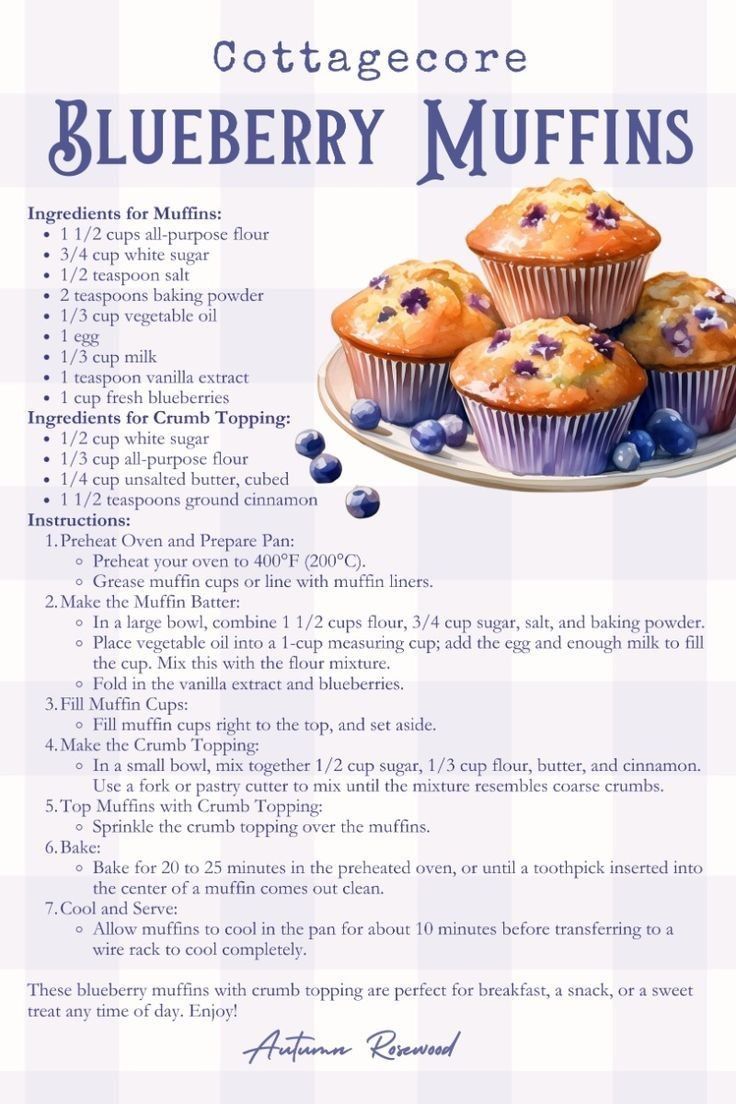 Cottagecore
Blueberry Muffins
Ingredients for Muffins:
• 1 1/2 cups all-purpose flour
• 3/4 cup white sugar
• 1/2 teaspoon salt
• 2 teaspoons baking powder
• 1/3 cup vegetable oil
• 1 egg
• 1/3 cup milk
• 1 teaspoon vanilla extract
• 1 cup fresh blueberries
Ingredients for Crumb Topping:
• 1/2 cup white sugar
• 1/3 cup all-purpose flour
• 1/4 cup unsalted butter, cubed
• 1 1/2 teaspoons ground cinnamon
Instructions:
1. Preheat Oven and Prepare Pan:
◦ Preheat your oven to 400°F (200°C).
◦ Grease muffin cups or line with muffin liners.
2. Make the Muffin Batter:
◦ In a large bowl, combine 1 1/2 cups flour, 3/4 cup sugar, salt, and baking powder.
◦ Place vegetable oil into a 1-cup measuring cup; add the egg and enough milk to fill
the cup. Mix this with the flour mixture.
◦ Fold in the vanilla extract and blueberries.
3. Fill Muffin Cups:
◦ Fill muffin cups right to the top, and set aside.
4. Make the Crumb Topping:
◦ In a small bowl, mix together 1/2 cup sugar, 1/3 cup flour, butter, and cinnamon.
Use a fork or pastry cutter to mix until the mixture resembles coarse crumbs.
5. Top Muffins with Crumb Topping:
◦ Sprinkle the crumb topping over the muffins.
6. Bake:
◦ Bake for 20 to 25 minutes in the preheated oven, or until a toothpick inserted into
the center of a muffin comes out clean.
7. Cool and Serve:
◦ Allow muffins to cool in the pan for about 10 minutes before transferring to a
wire rack to cool completely.
These blueberry muffins with crumb topping are perfect for breakfast, a snack, or a sweet
treat any time of day. Enjoy!
Autumn Rosewood